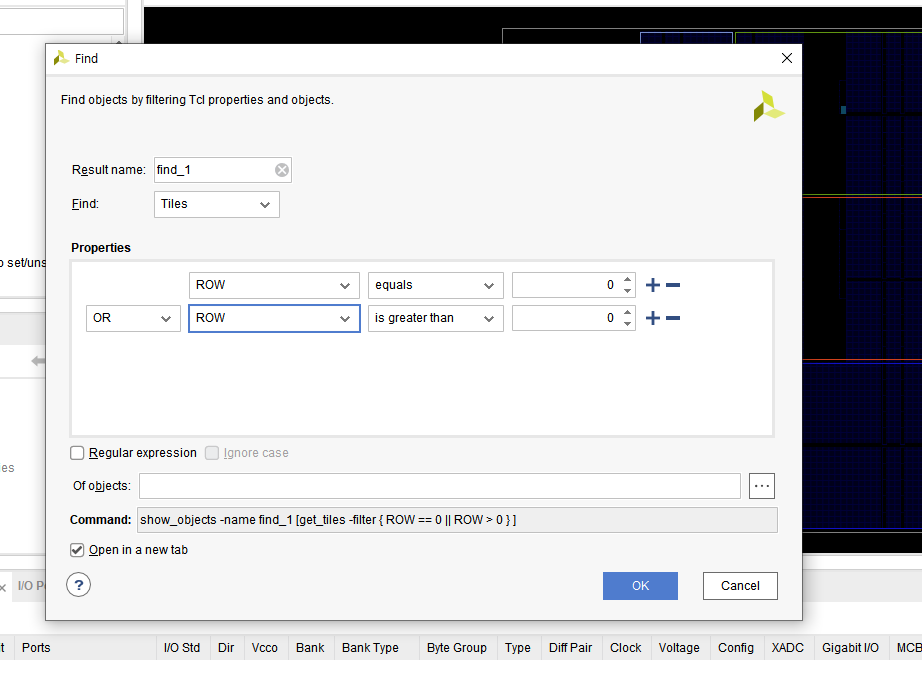 Find
Find objects by filtering Tcl properties and objects.
Result name: find_1
Find: Tiles
Properties
o set/uns
ROW equals 0
OR ROW is greater than 0
es
Regular expression Ignore case
Of objects: ...
Command: show_objects -name find_1 [get_tiles -filter { ROW == 0 || ROW > 0 } ]
Open in a new tab
I/O P
? OK Cancel
t Ports I/O Std Dir Vcco Bank Bank Type Byte Group Type Diff Pair Clock Voltage Config XADC Gigabit I/O MCB